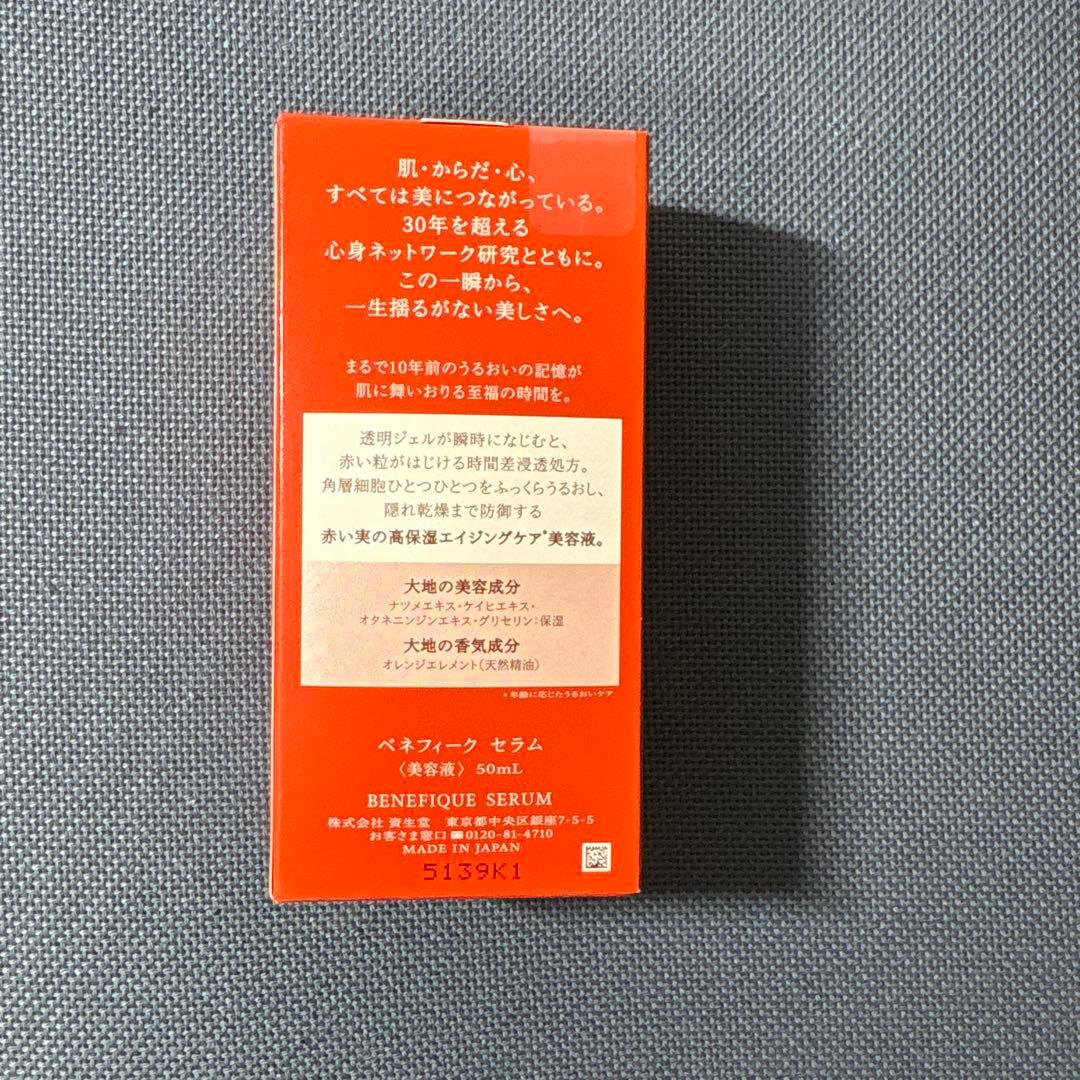 肌・からだ・心、
すべては美につながっている。
30年を超える
心身ネットワーク研究とともに。
この一瞬から、
一生揺るがない美しさへ。
まるで10年前のうるおいの記憶が
肌に舞いおりる至福の時間を。
透明ジェルが瞬時になじむと、
赤い粒がはじける時間差浸透処方。
角層細胞ひとつひとつをふっくらうるおし、
隠れ乾燥まで防御する
赤い実の高保湿エイジングケア*美容液。
大地の美容成分
ナツメエキス・ケイヒエキス・
オタネニンジンエキス・グリセリン:保湿
大地の香気成分
オレンジエレメント(天然精油)
*年齢に応じたうるおいケア
ベネフィーク セラム
〈美容液〉 50mL
BENEFIQUE SERUM
株式会社 資生堂 東京都中央区銀座7-5-5
お客さま窓口 0120-81-4710
MADE IN JAPAN
5139K1